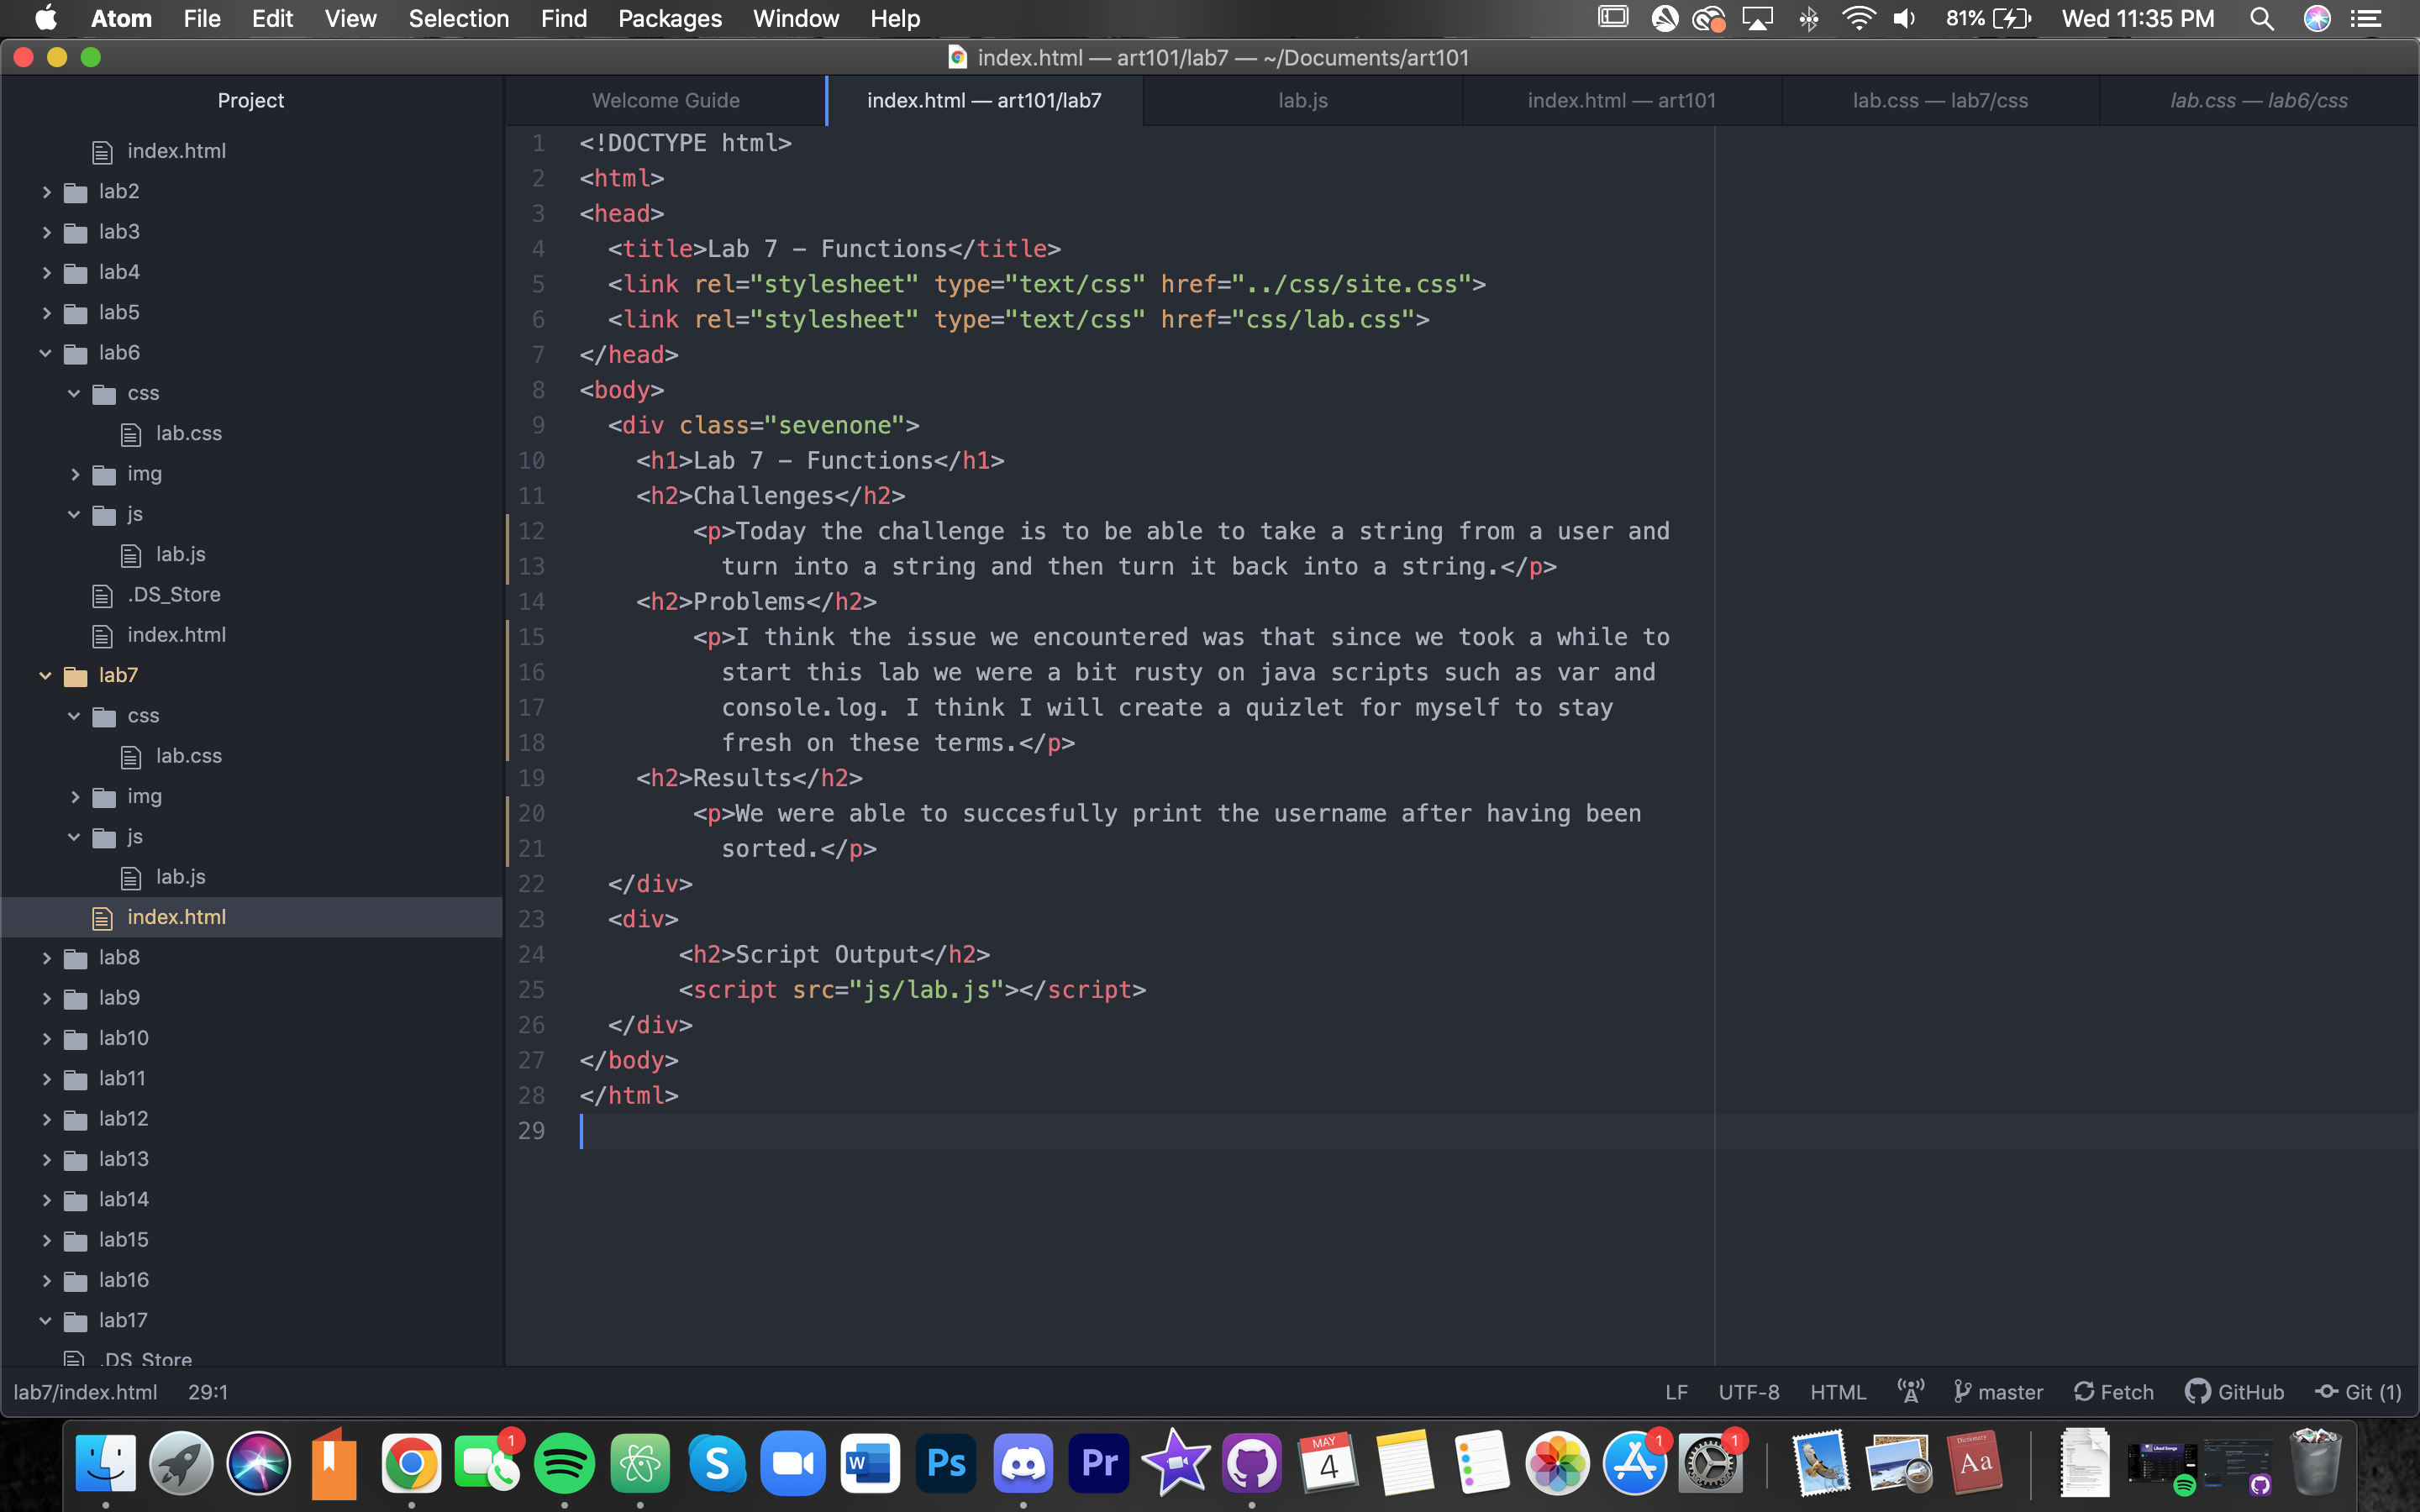 Atom File Edit View Selection Find Packages Window Help 81% Wed 11:35 PM
index.html — art101/lab7 — ~/Documents/art101
Project
Welcome Guide
index.html — art101/lab7
lab.js
index.html — art101
lab.css — lab7/css
lab.css — lab6/css
index.html
lab2
lab3
lab4
lab5
lab6
css
lab.css
img
js
lab.js
.DS_Store
index.html
lab7
css
lab.css
img
js
lab.js
index.html
lab8
lab9
lab10
lab11
lab12
lab13
lab14
lab15
lab16
lab17
.DS_Store
1 <!DOCTYPE html>
2 <html>
3 <head>
4 <title>Lab 7 - Functions</title>
5 <link rel="stylesheet" type="text/css" href="../css/site.css">
6 <link rel="stylesheet" type="text/css" href="css/lab.css">
7 </head>
8 <body>
9 <div class="sevenone">
10 <h1>Lab 7 - Functions</h1>
11 <h2>Challenges</h2>
12 <p>Today the challenge is to be able to take a string from a user and
13 turn into a string and then turn it back into a string.</p>
14 <h2>Problems</h2>
15 <p>I think the issue we encountered was that since we took a while to
16 start this lab we were a bit rusty on java scripts such as var and
17 console.log. I think I will create a quizlet for myself to stay
18 fresh on these terms.</p>
19 <h2>Results</h2>
20 <p>We were able to succesfully print the username after having been
21 sorted.</p>
22 </div>
23 <div>
24 <h2>Script Output</h2>
25 <script src="js/lab.js"></script>
26 </div>
27 </body>
28 </html>
29
lab7/index.html 29:1 LF UTF-8 HTML master Fetch GitHub Git (1)
1
S
W
Ps
Pr
MAY
4
1
1
Dictionary
Aa